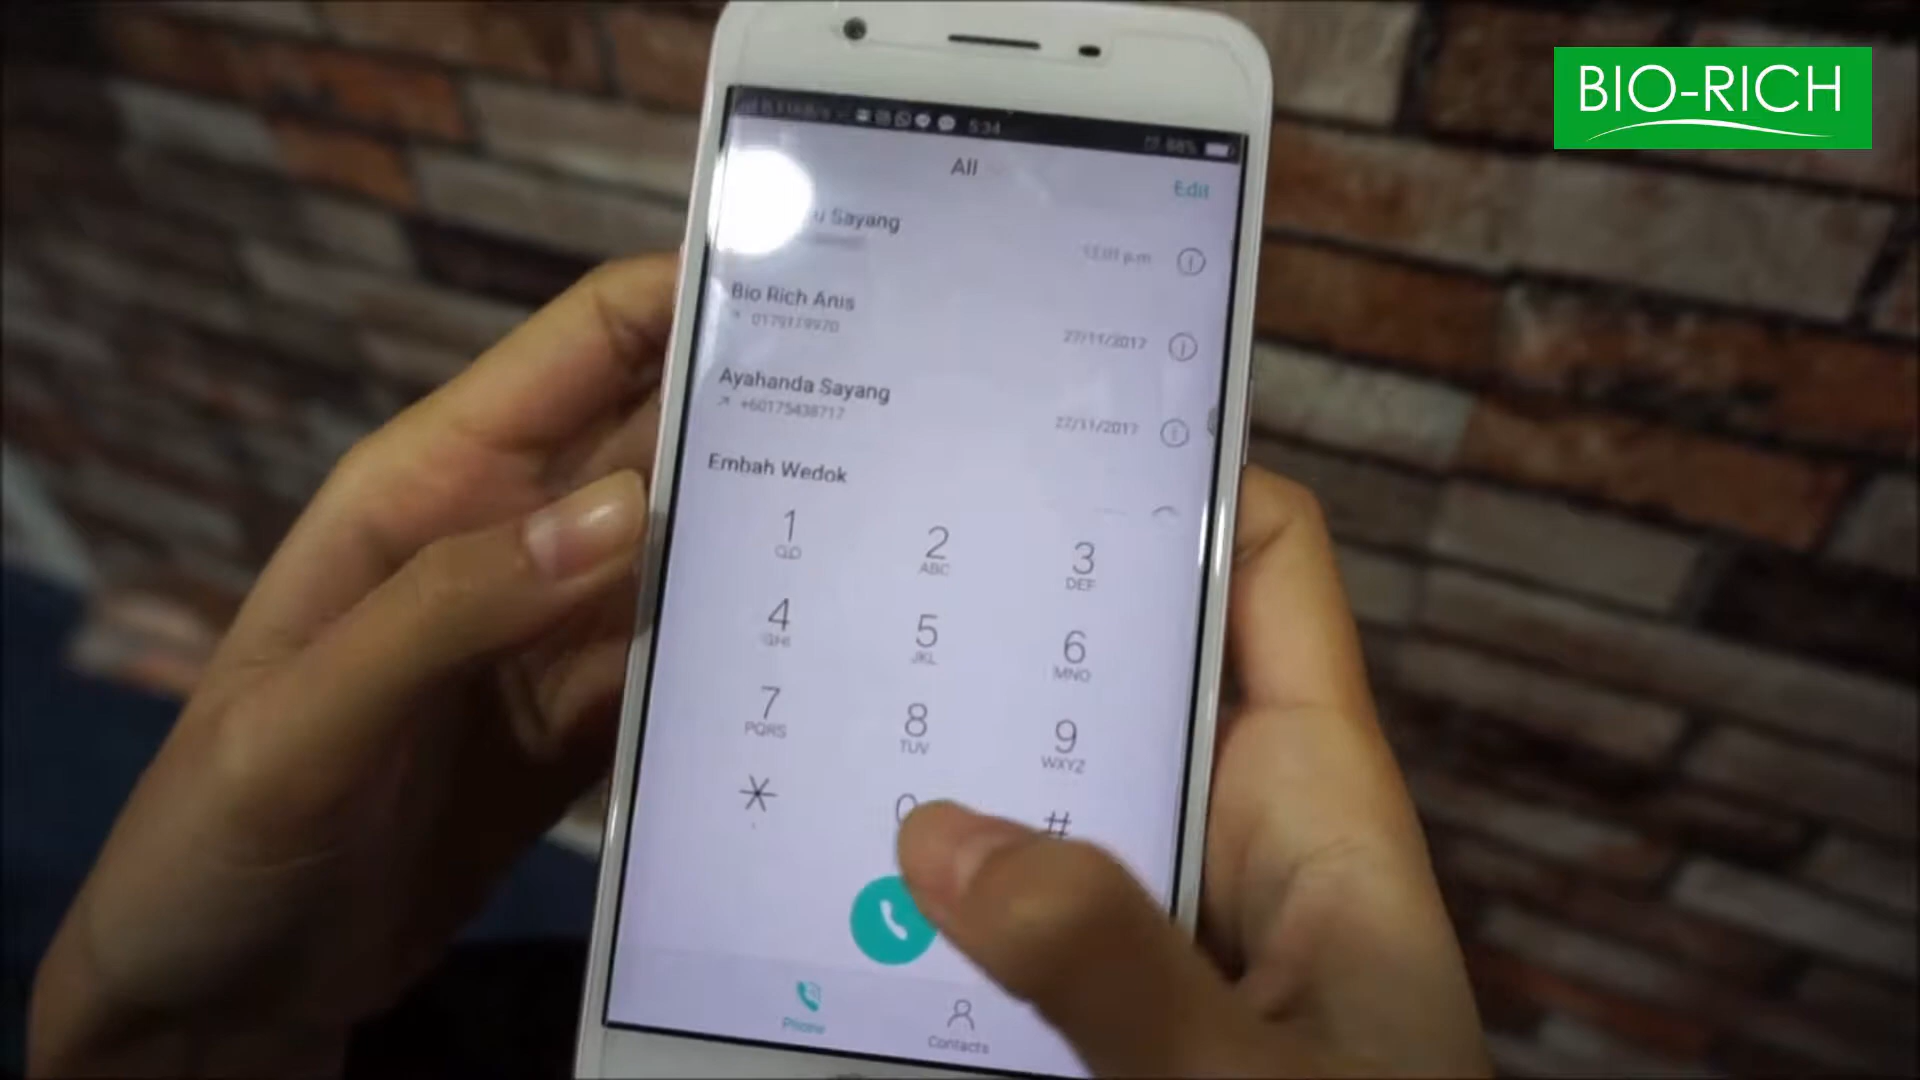 BIO-RICH
5:34
88%
All
Edit
Sayang
Bio Rich Anis
27/11/2017
Ayahanda Sayang
+60175438717
27/11/2017
Embah Wedok
1
2
ABC
3
DEF
4
GHI
5
JKL
6
MNO
7
PQRS
8
TUV
9
WXYZ
*
0
#
Phone
Contacts